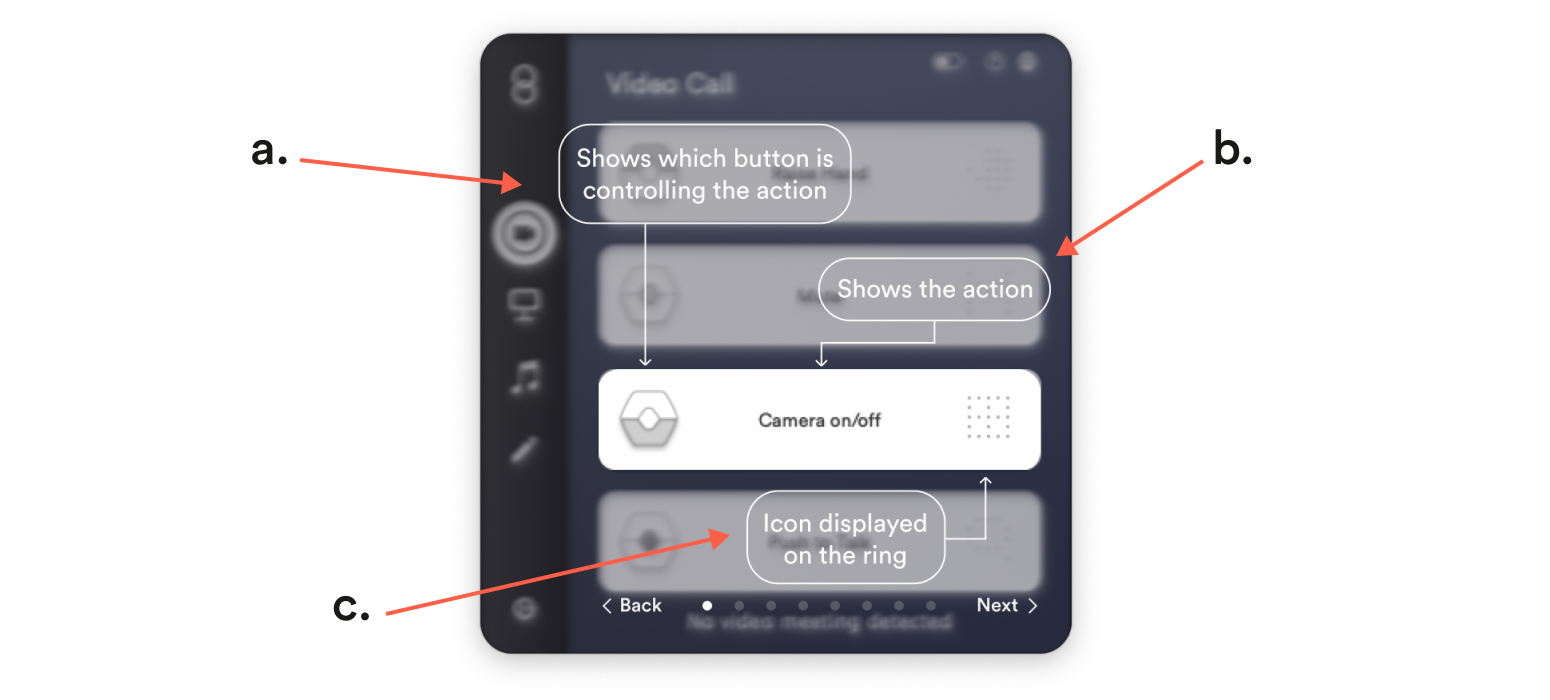 Video Call
a.
b.
Shows which button is
controlling the action
Raise Hand
Shows the action
Camera on/off
Icon displayed
on the ring
c.
Back
Next
No video meeting detected